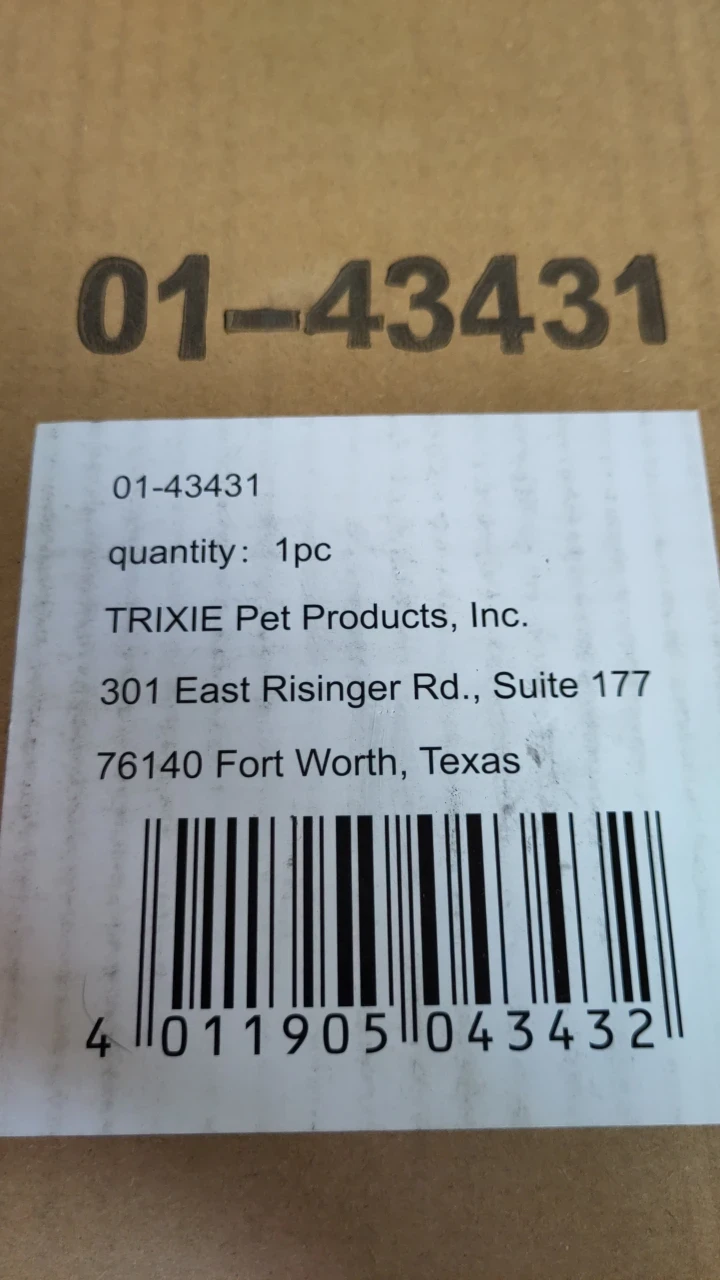 01-43431
01-43431
quantity: 1pc
TRIXIE Pet Products, Inc.
301 East Risinger Rd., Suite 177
76140 Fort Worth, Texas
4 011905 043432